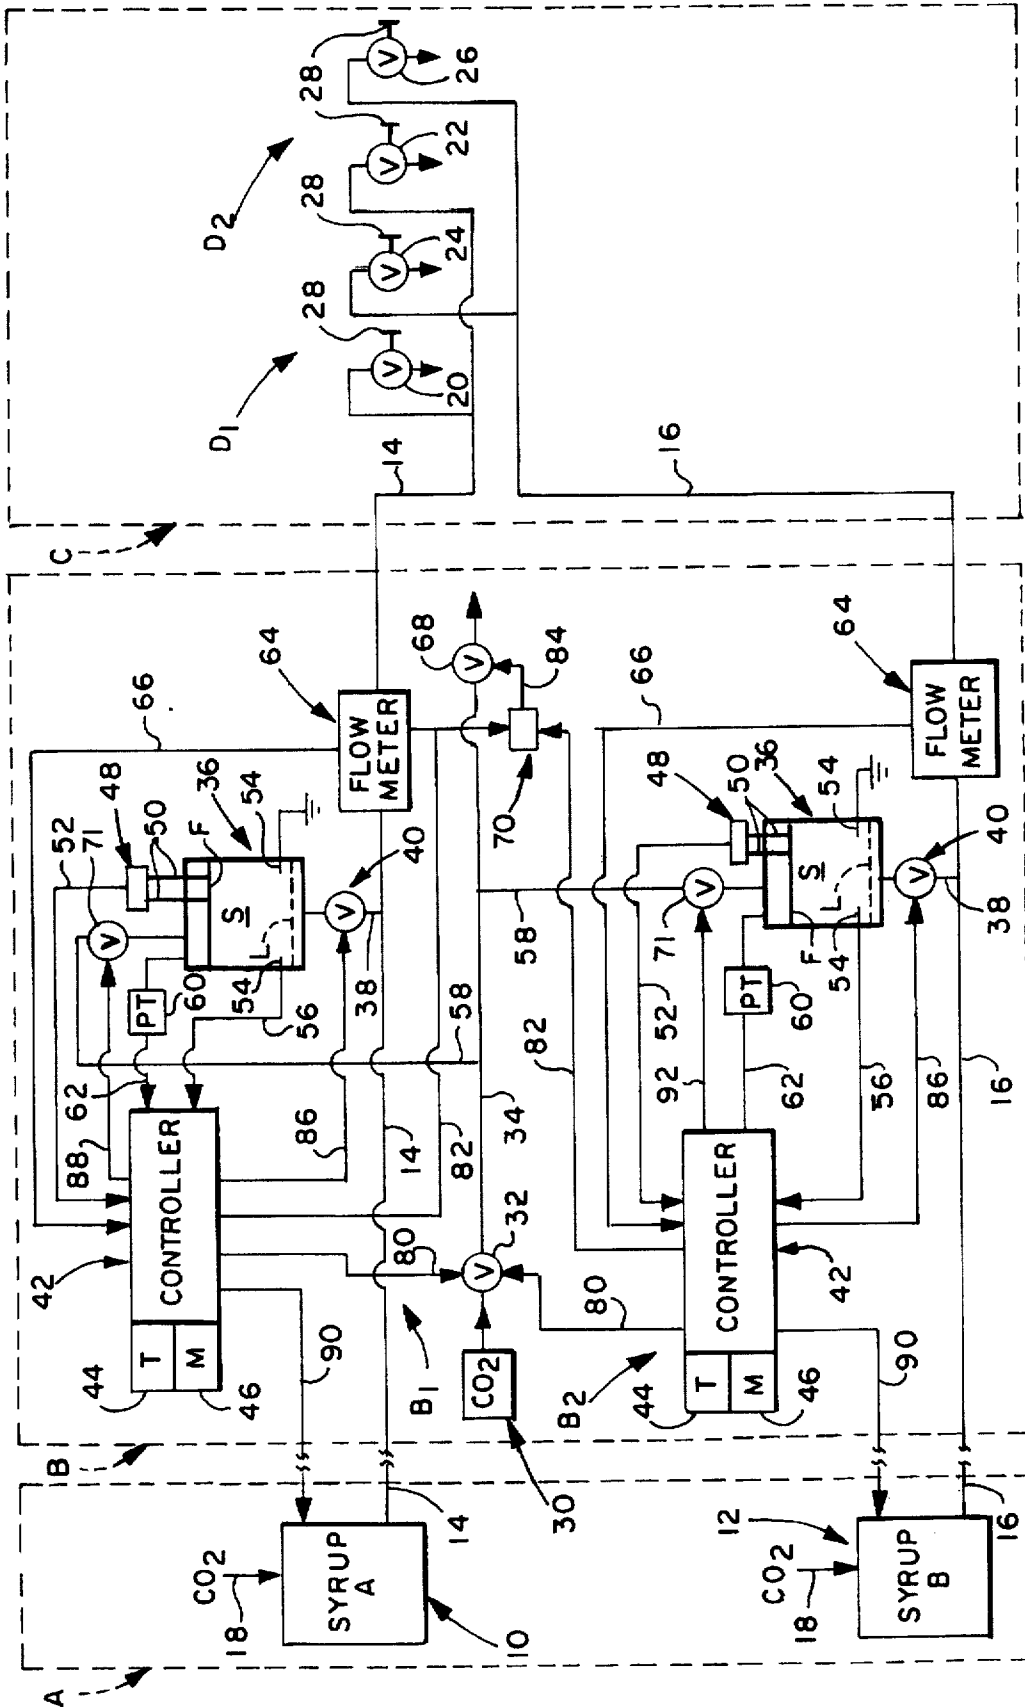 A
B
C
CO2
18
SYRUP
A
10
14
90
44
T
M
46
42
CONTROLLER
88
62
52
71
V
48
50
PT
60
36
F
S
L
54
54
56
86
40
V
38
66
64
FLOW
METER
14
82
58
80
B1
CO2
30
V
32
34
V
68
84
70
14
D1
D2
28
28
28
28
V
20
V
24
V
22
V
26
16
CO2
18
12
SYRUP
B
16
90
B2
44
T
M
46
42
CONTROLLER
80
82
92
62
52
58
71
V
48
50
36
PT
60
F
S
L
54
54
56
86
V
40
38
66
64
FLOW
METER
16